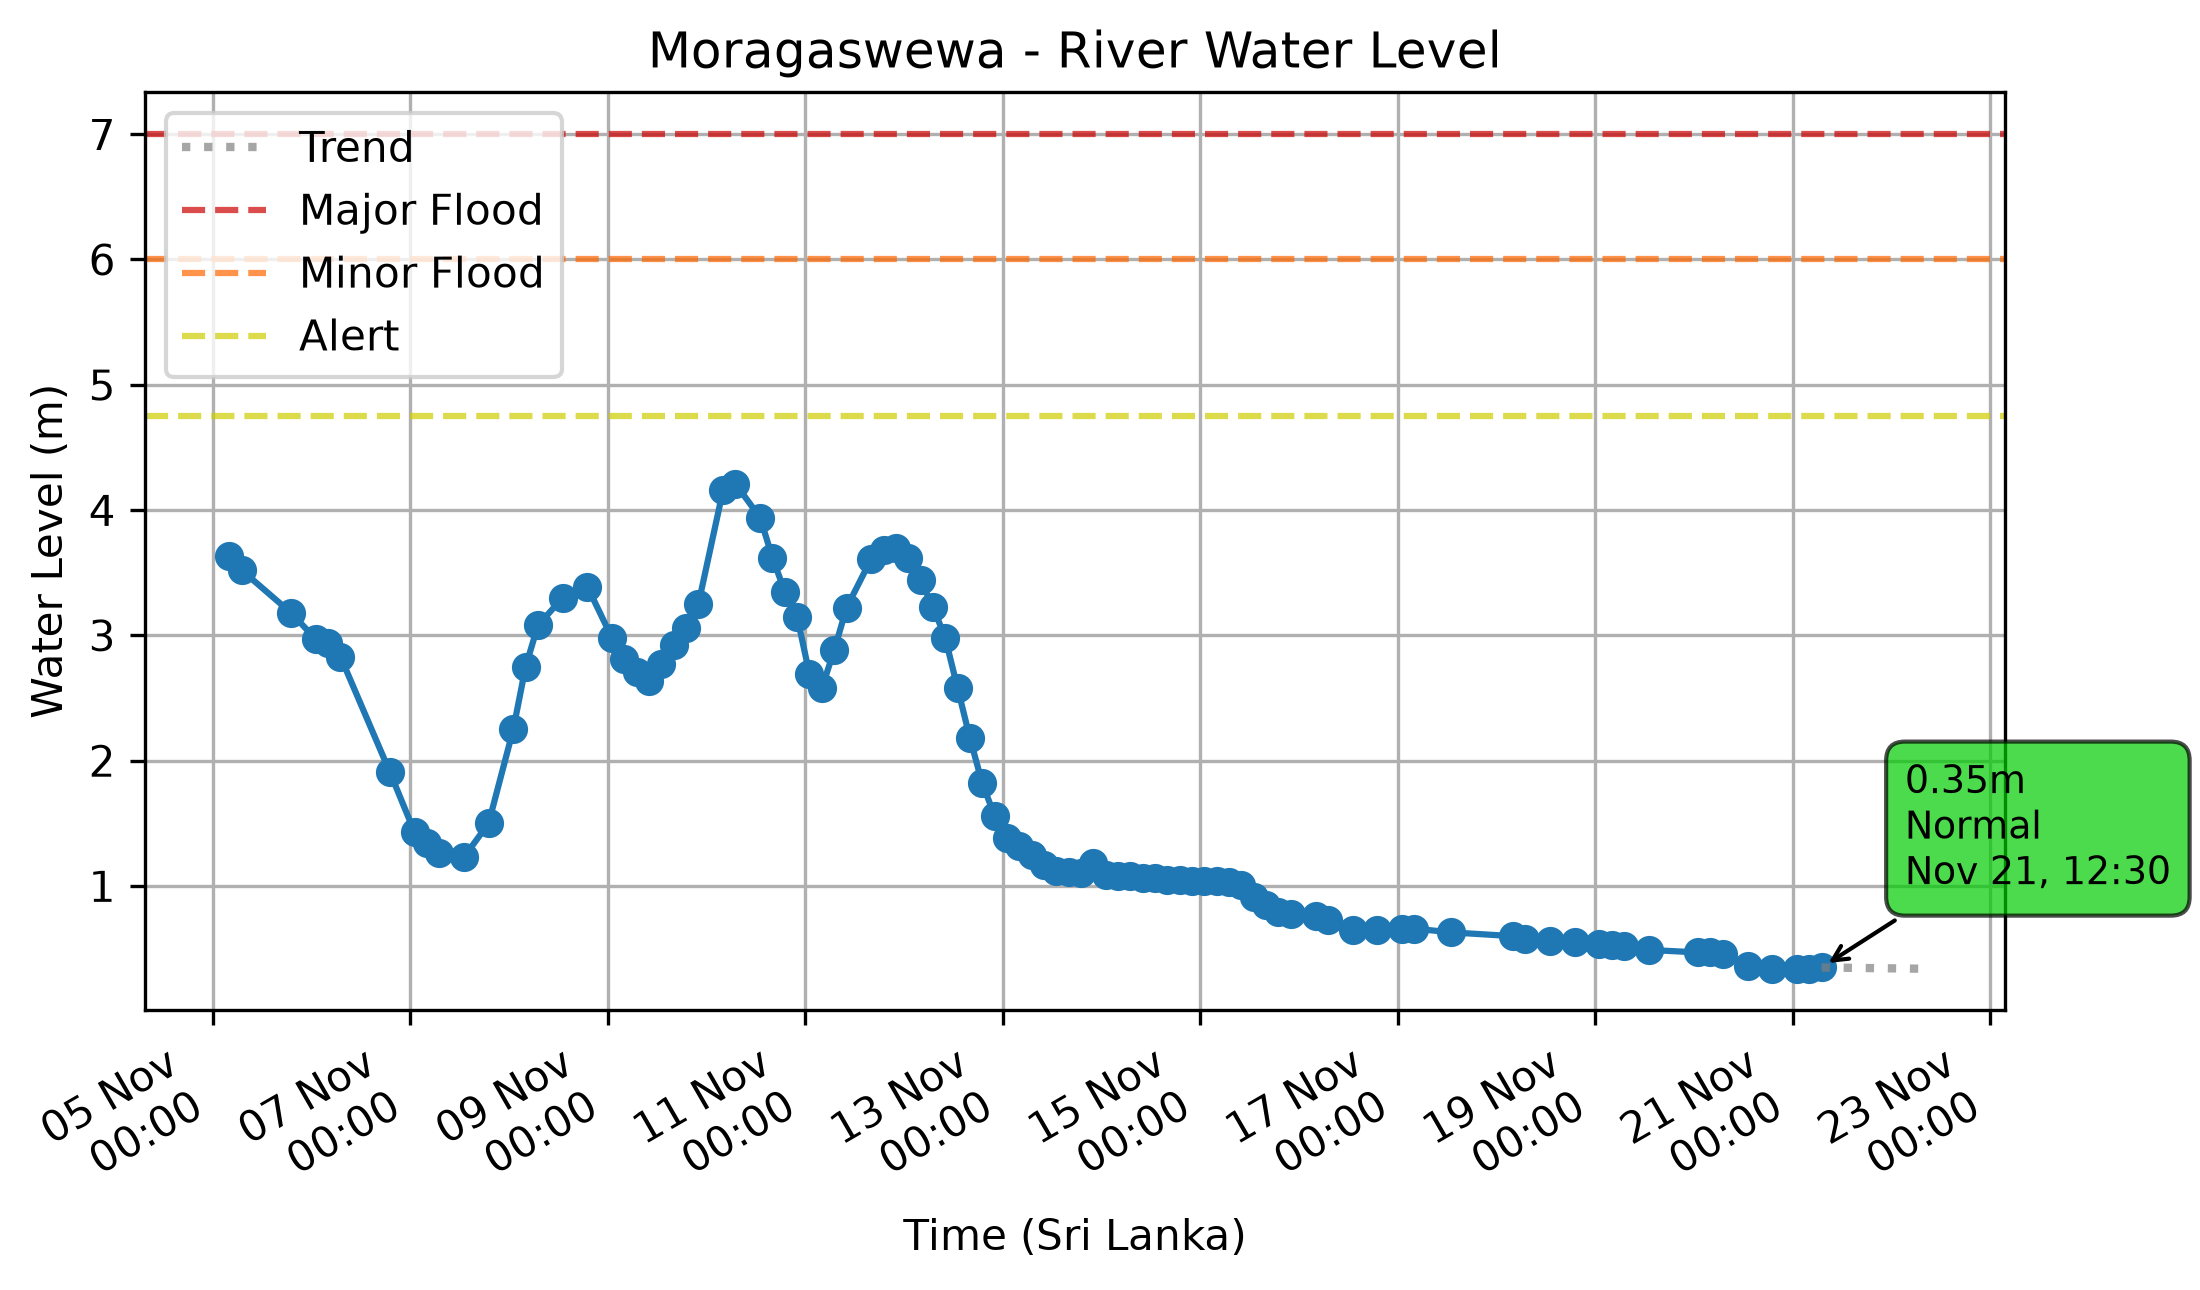 Moragaswewa - River Water Level
Water Level (m)
7
6
5
4
3
2
1
Trend
Major Flood
Minor Flood
Alert
0.35m
Normal
Nov 21, 12:30
05 Nov
00:00
07 Nov
00:00
09 Nov
00:00
11 Nov
00:00
13 Nov
00:00
15 Nov
00:00
17 Nov
00:00
19 Nov
00:00
21 Nov
00:00
23 Nov
00:00
Time (Sri Lanka)